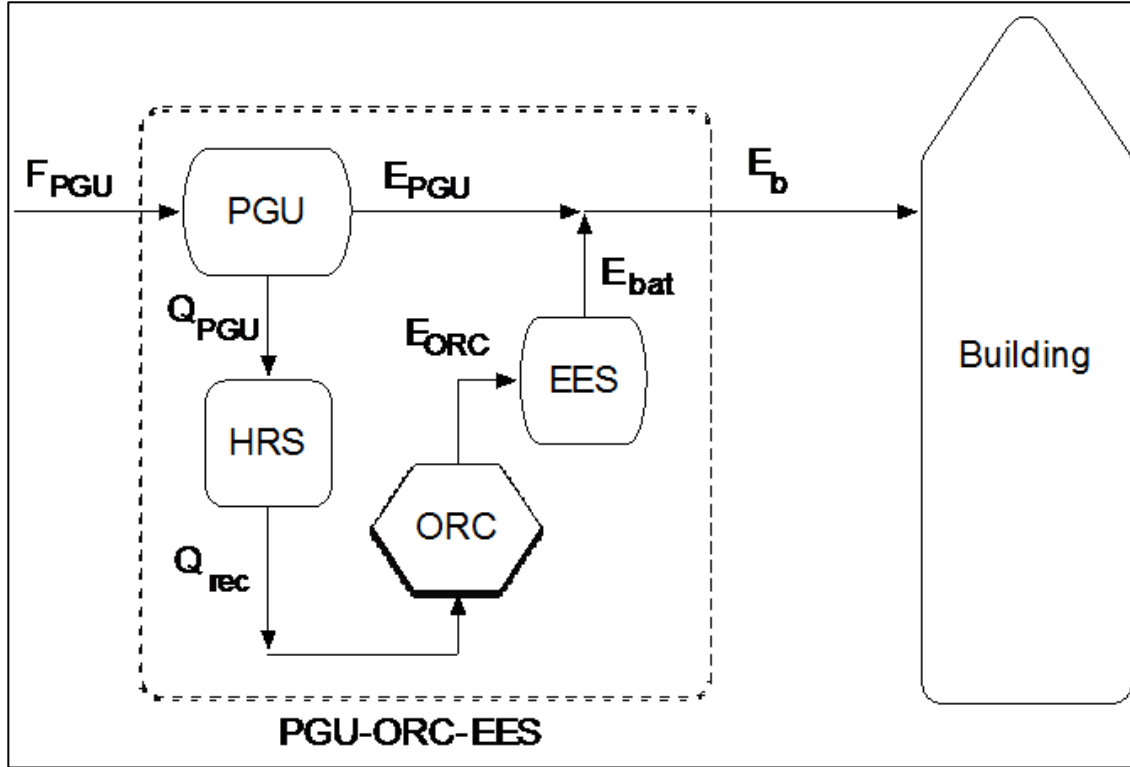 F_PGU
PGU
E_PGU
E_b
Q_PGU
E_bat
E_ORC
EES
HRS
ORC
Q_rec
Building
PGU-ORC-EES